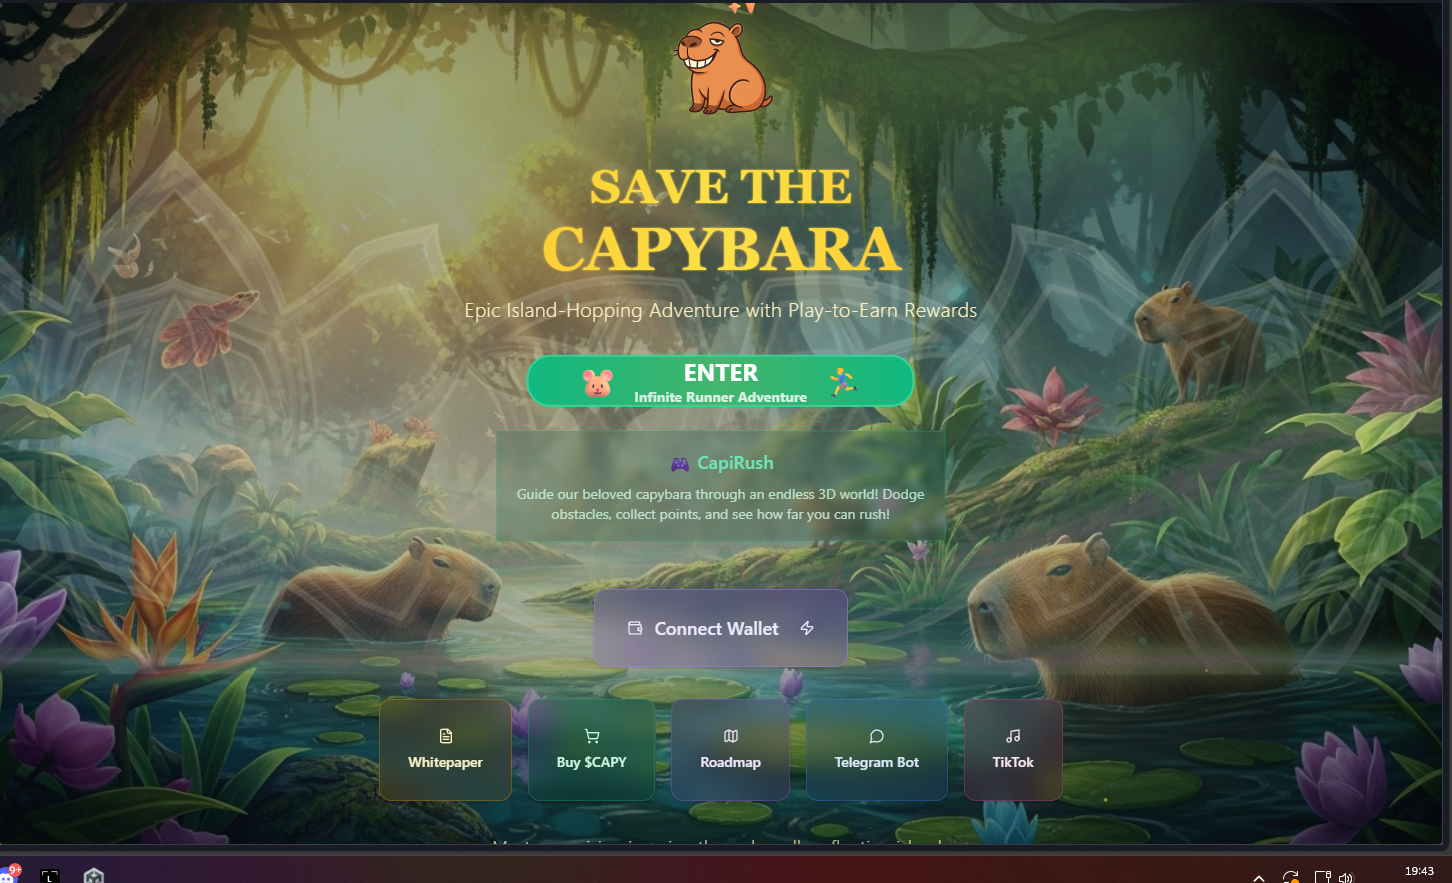 SAVE THE
CAPYBARA
Epic Island-Hopping Adventure with Play-to-Earn Rewards
ENTER
Infinite Runner Adventure
CapiRush
Guide our beloved capybara through an endless 3D world! Dodge
obstacles, collect points, and see how far you can rush!
Connect Wallet
Whitepaper
Buy $CAPY
Roadmap
Telegram Bot
TikTok
9+
L
19:43